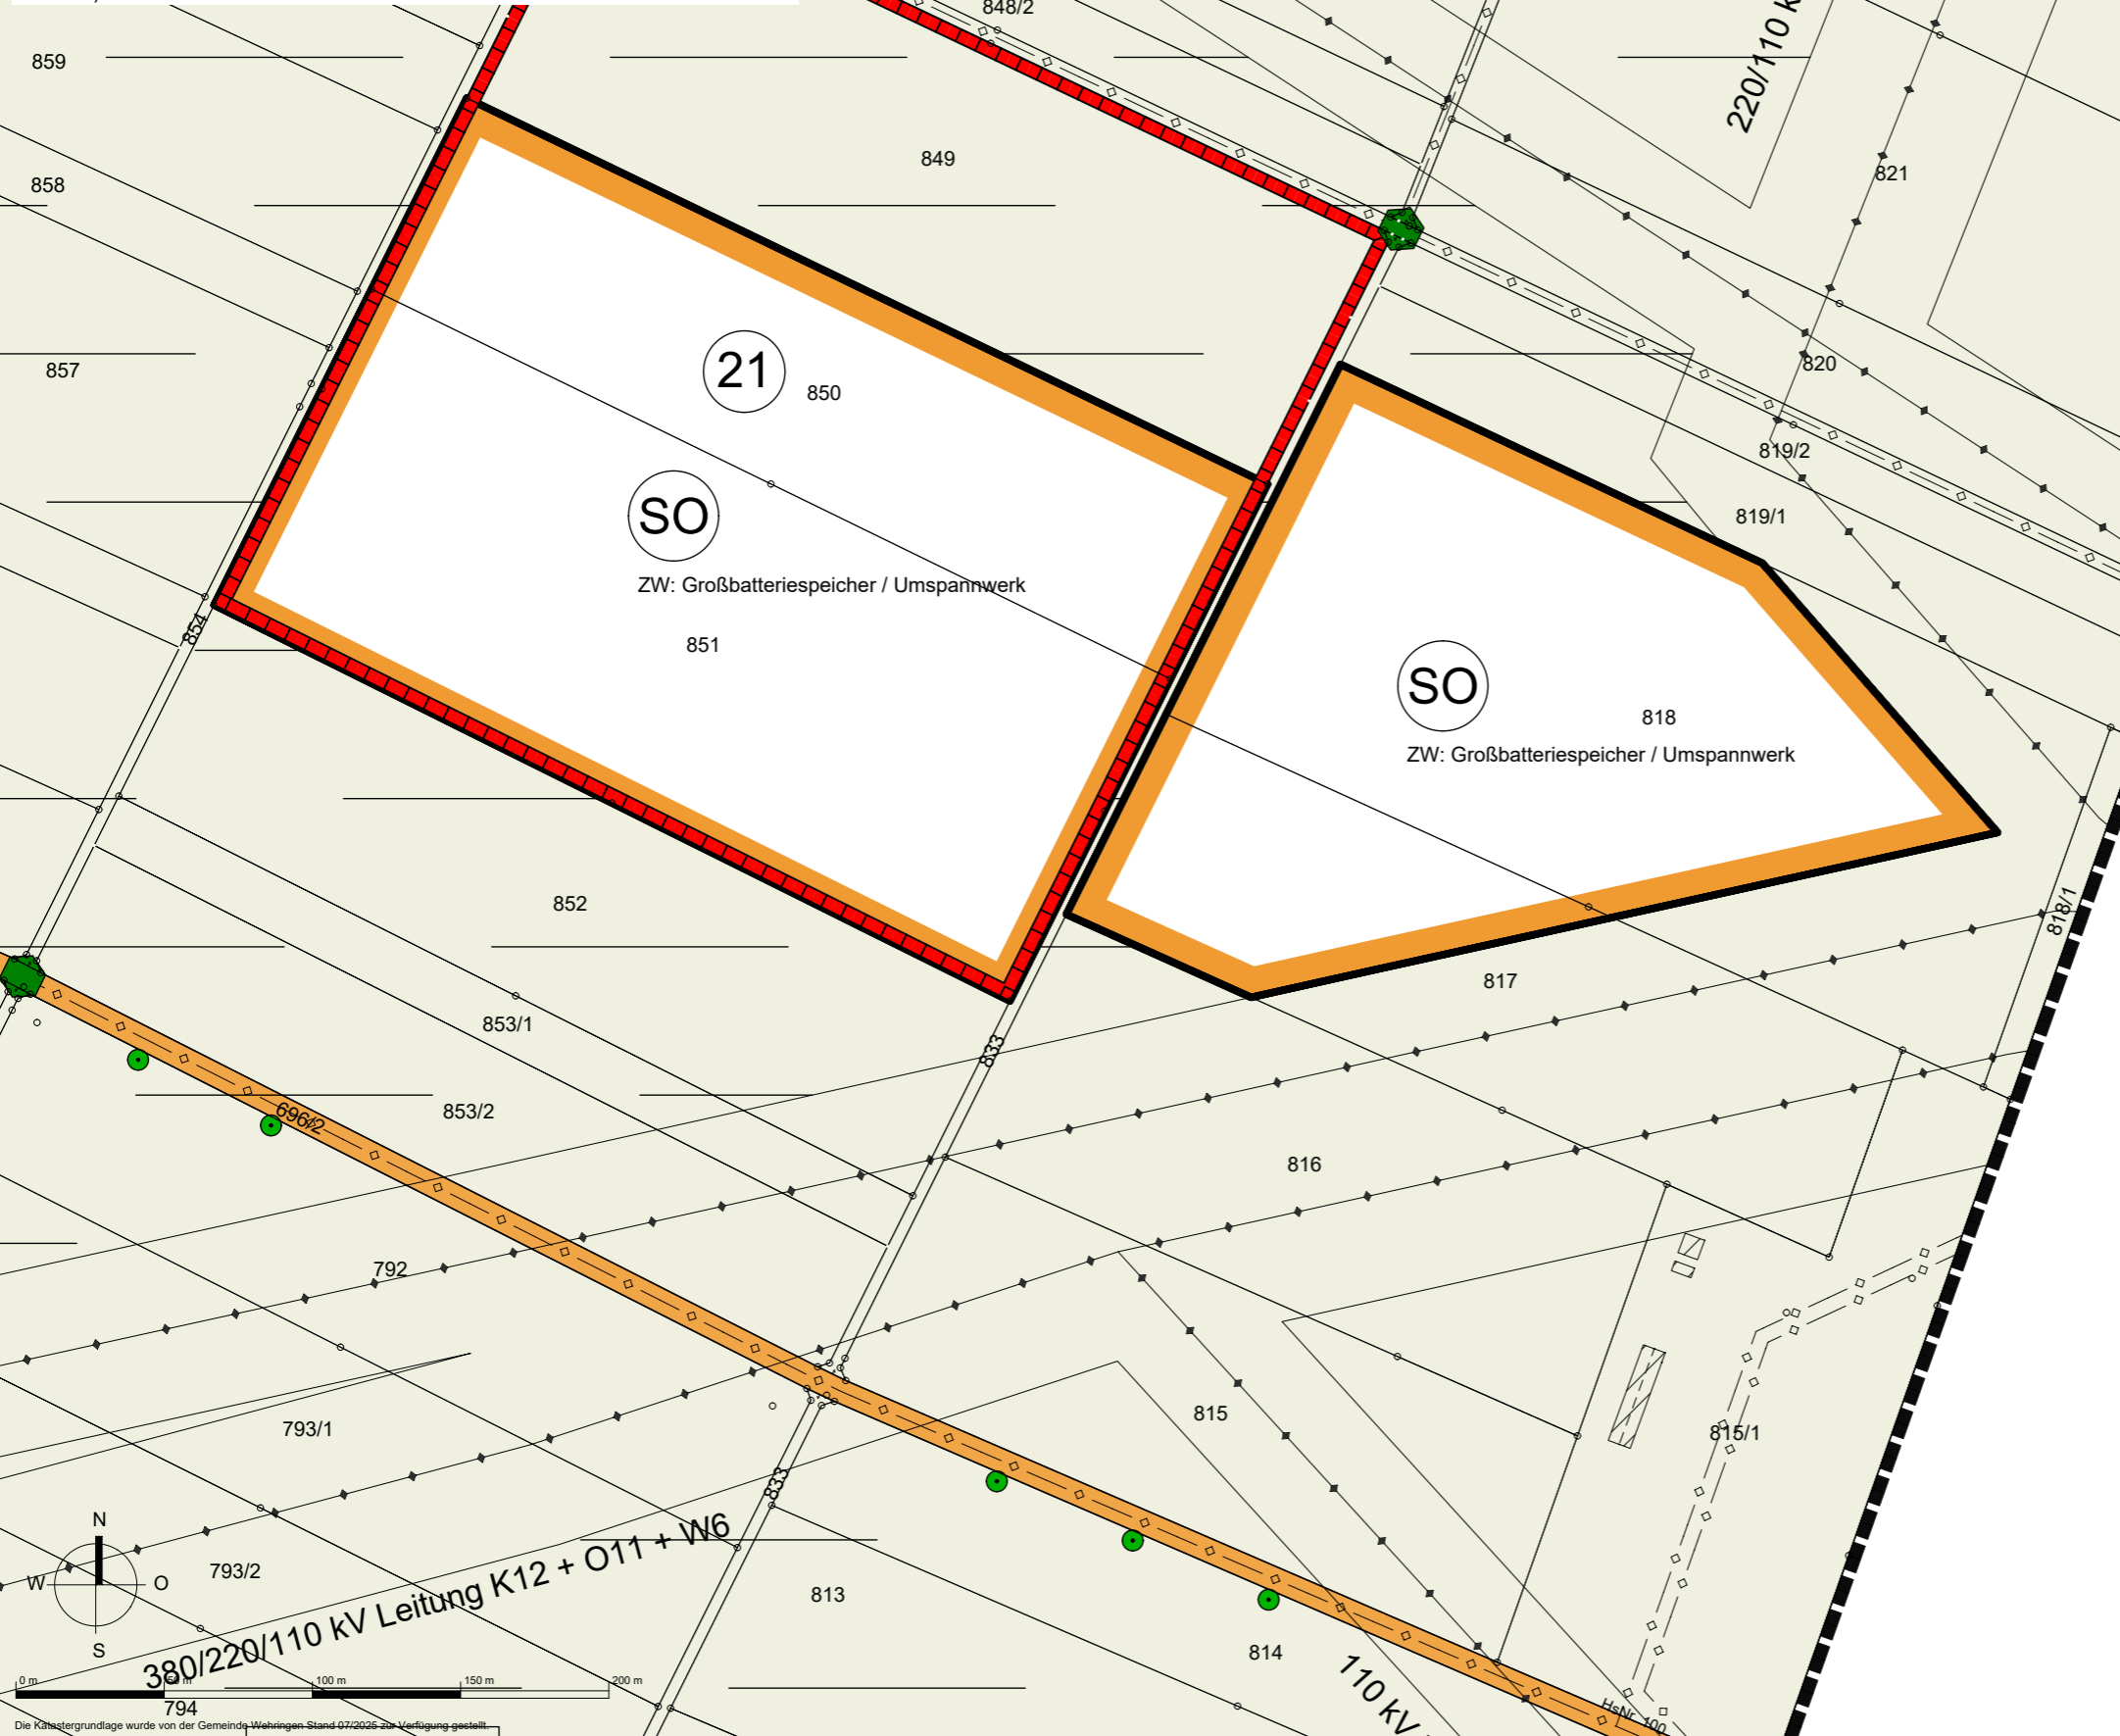 848/2
859
220/110 k
849
821
858
820
857
21
850
819/2
SO
819/1
ZW: Großbatteriespeicher / Umspannwerk
854
851
SO
818
ZW: Großbatteriespeicher / Umspannwerk
852
818/1
817
853/1
833
853/2
696/2
816
792
815
793/1
815/1
833
N
W O
S
793/2
380/220/110 kV Leitung K12 + O11 + W6
813
814
110 kV
0 m 50 m 100 m 150 m 200 m
794
HsNr. 100
Die Katastergrundlage wurde von der Gemeinde Wehringen Stand 07/2025 zur Verfügung gestellt.